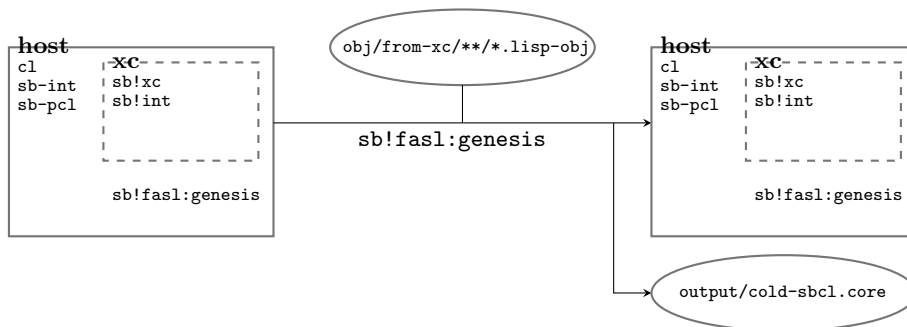 obj/from-xc/**/*.lisp-obj
host
cl
sb-int
sb-pcl
xc
sb!xc
sb!int
sb!fasl:genesis
sb!fasl:genesis
host
cl
sb-int
sb-pcl
xc
sb!xc
sb!int
sb!fasl:genesis
output/cold-sbcl.core